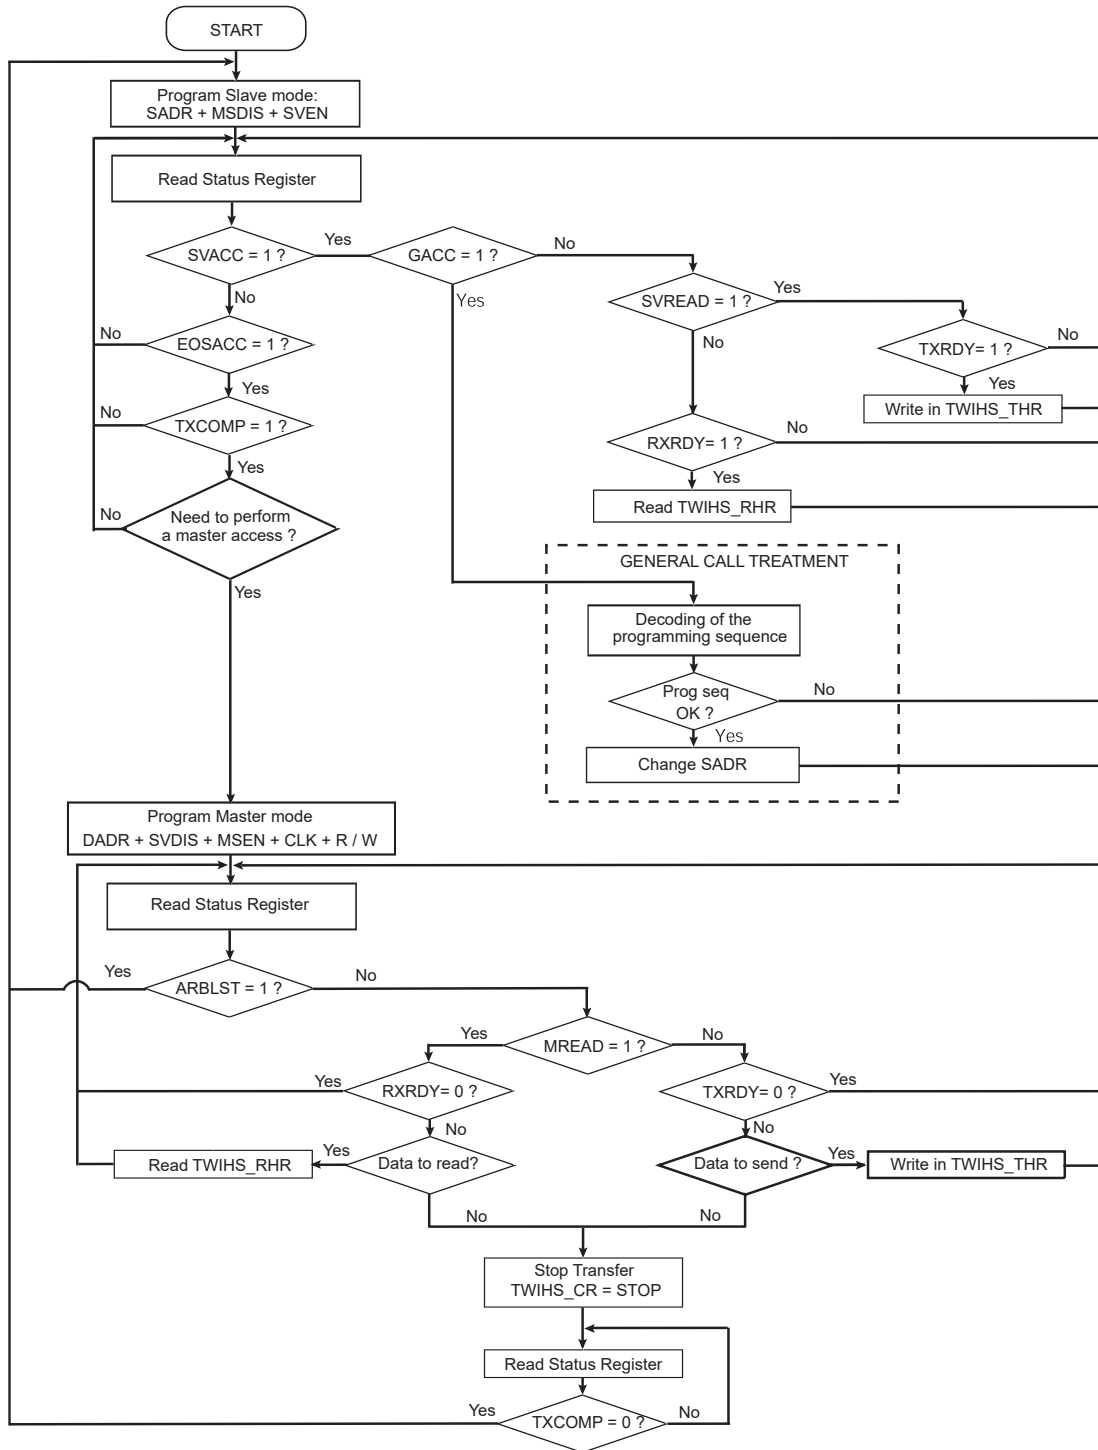 START
Program Slave mode:
SADR + MSDIS + SVEN
Read Status Register
SVACC = 1 ?
Yes
GACC = 1 ?
No
No
Yes
SVREAD = 1 ?
Yes
No
EOSACC = 1 ?
No
TXRDY= 1 ?
No
Yes
Yes
Write in TWIHS_THR
No
TXCOMP = 1 ?
RXRDY= 1 ?
No
Yes
Yes
Read TWIHS_RHR
No
Need to perform
a master access ?
Yes
GENERAL CALL TREATMENT
Decoding of the
programming sequence
Prog seq
OK ?
No
Yes
Change SADR
Program Master mode
DADR + SVDIS + MSEN + CLK + R / W
Read Status Register
Yes
ARBLST = 1 ?
No
Yes
MREAD = 1 ?
No
Yes
RXRDY= 0 ?
TXRDY= 0 ?
Yes
No
No
Read TWIHS_RHR
Yes
Data to read?
Data to send ?
Yes
Write in TWIHS_THR
No
No
Stop Transfer
TWIHS_CR = STOP
Read Status Register
Yes
TXCOMP = 0 ?
No